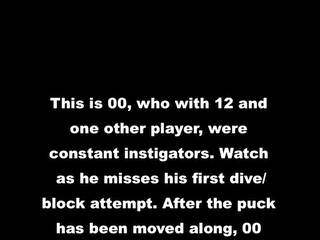 This is 00, who with 12 and
one other player, were
constant instigators. Watch
as he misses his first dive/
block attempt. After the puck
has been moved along, 00